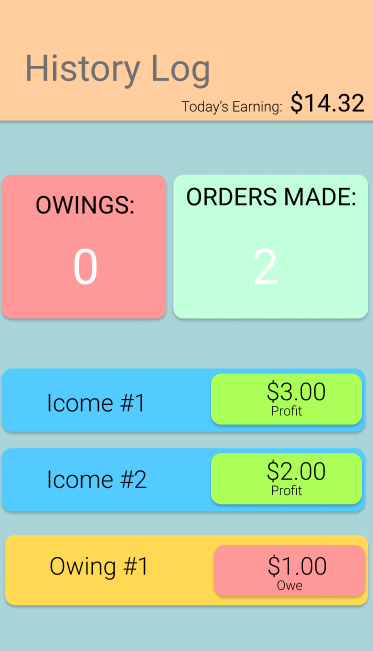 History Log
Today's Earning: $14.32
OWINGS:
0
ORDERS MADE:
2
Icome #1
$3.00
Profit
Icome #2
$2.00
Profit
Owing #1
$1.00
Owe